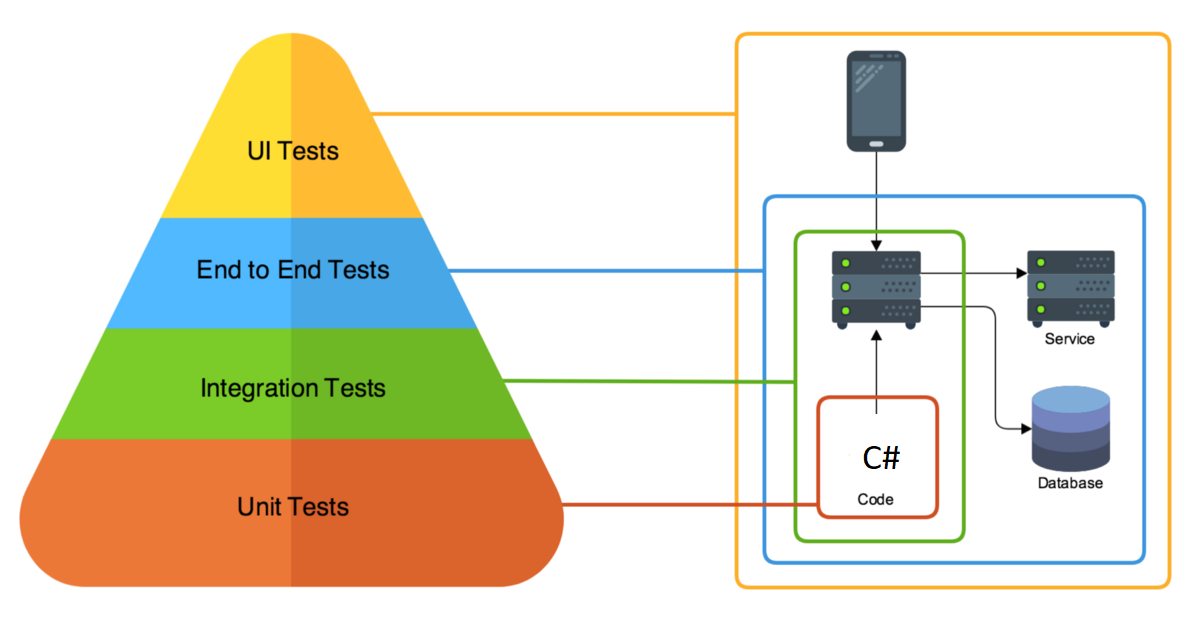 UI Tests
End to End Tests
Integration Tests
Unit Tests
Service
C#
Code
Database